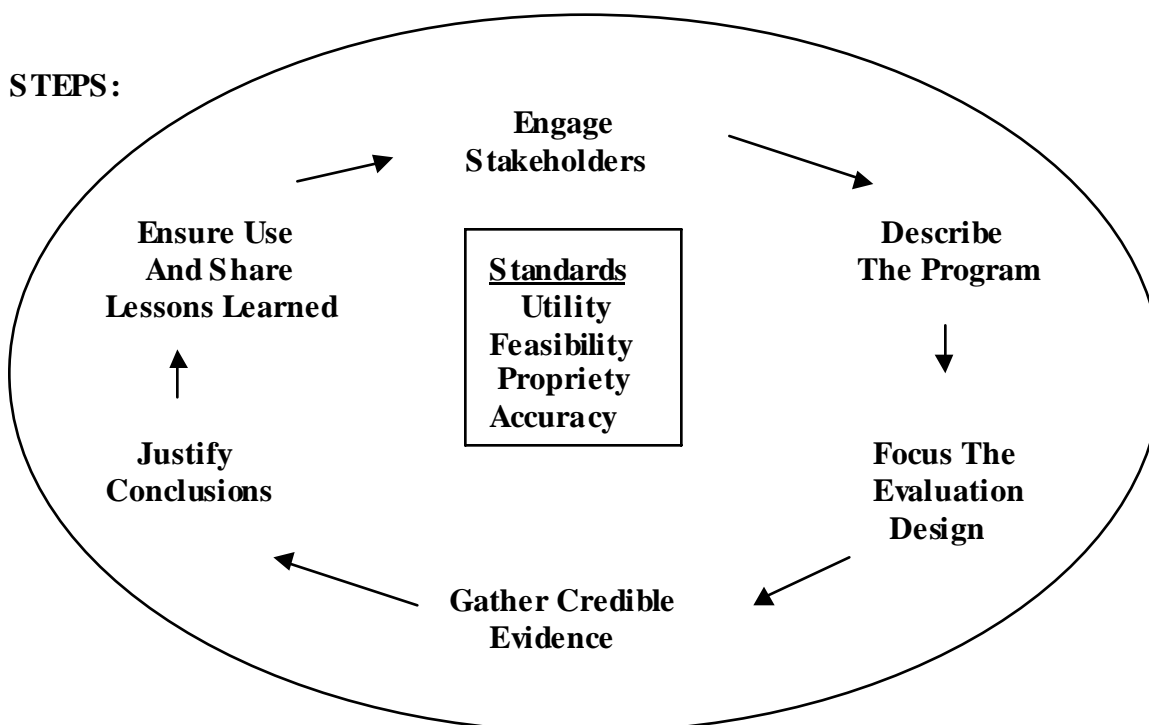 STEPS:
Engage
Stakeholders
Describe
The Program
Focus The
Evaluation
Design
Gather Credible
Evidence
Justify
Conclusions
Ensure Use
And Share
Lessons Learned
Standards
Utility
Feasibility
Propriety
Accuracy